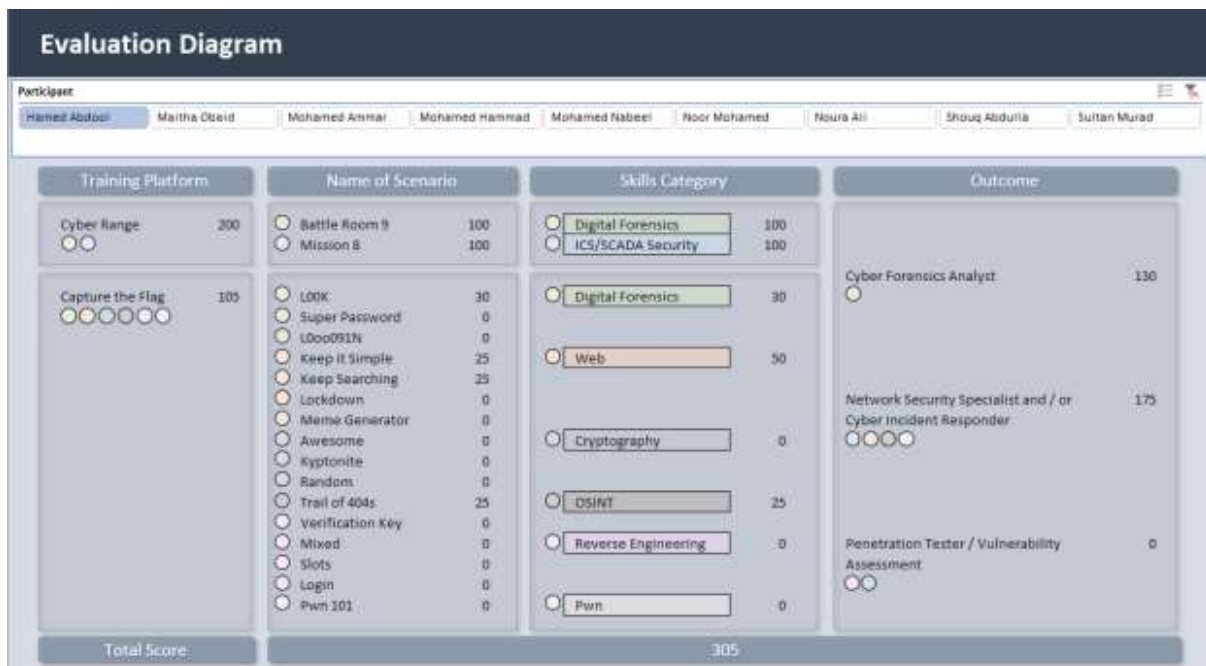 Evaluation Diagram
Participant
Hamed Abdool Maitha Obaid Mohamed Ammar Mohamed Hammad Mohamed Nabeel Noor Mohamed Noura Ali Shouq Abdulla Sultan Murad
Training Platform Name of Scenario Skills Category Outcome
Cyber Range 200
Battle Room 9 100
Mission 8 100
Digital Forensics 100
ICS/SCADA Security 100
Capture the Flag 105
L00K 30
Super Password 0
L0oo091N 0
Keep It Simple 25
Keep Searching 25
Lockdown 0
Meme Generator 0
Awesome 0
Kyptonite 0
Random 0
Trail of 404s 25
Verification Key 0
Mixed 0
Slots 0
Login 0
Pwn 101 0
Digital Forensics 30
Web 50
Cryptography 0
OSINT 25
Reverse Engineering 0
Pwn 0
Cyber Forensics Analyst 130
Network Security Specialist and / or 175
Cyber Incident Responder
Penetration Tester / Vulnerability 0
Assessment
Total Score 305